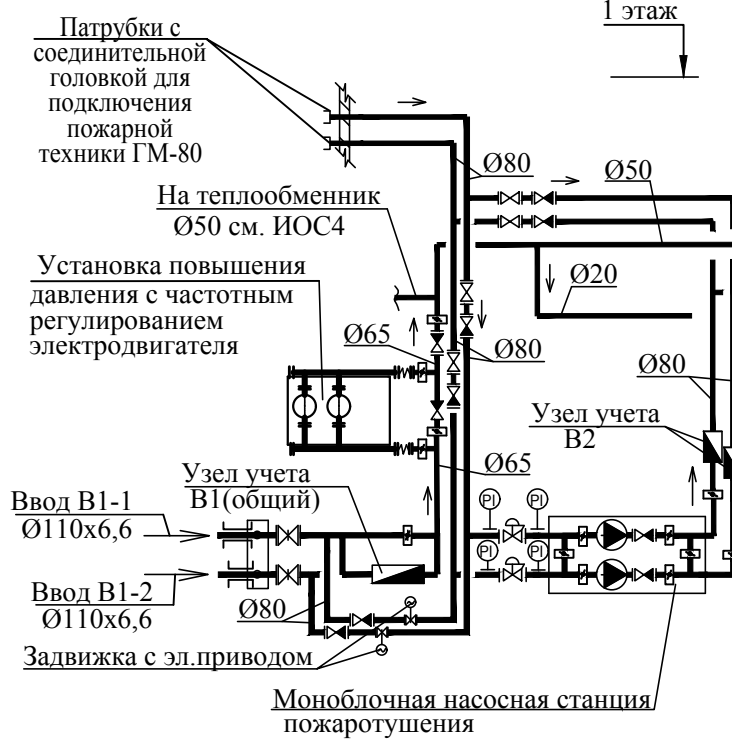 1 этаж
Патрубки с
соединительной
головкой для
подключения
пожарной
техники ГМ-80
Ø80
Ø50
На теплообменник
Ø50 см. ИОС4
Установка повышения
давления с частотным
регулированием
электродвигателя
Ø20
Ø65
Ø80
Ø80
Узел учета
В2
Ø65
Узел учета
В1(общий)
Ввод В1-1
Ø110х6,6
PI
PI
PI
PI
Ввод В1-2
Ø110х6,6
Ø80
Задвижка с эл.приводом
Моноблочная насосная станция
пожаротушения